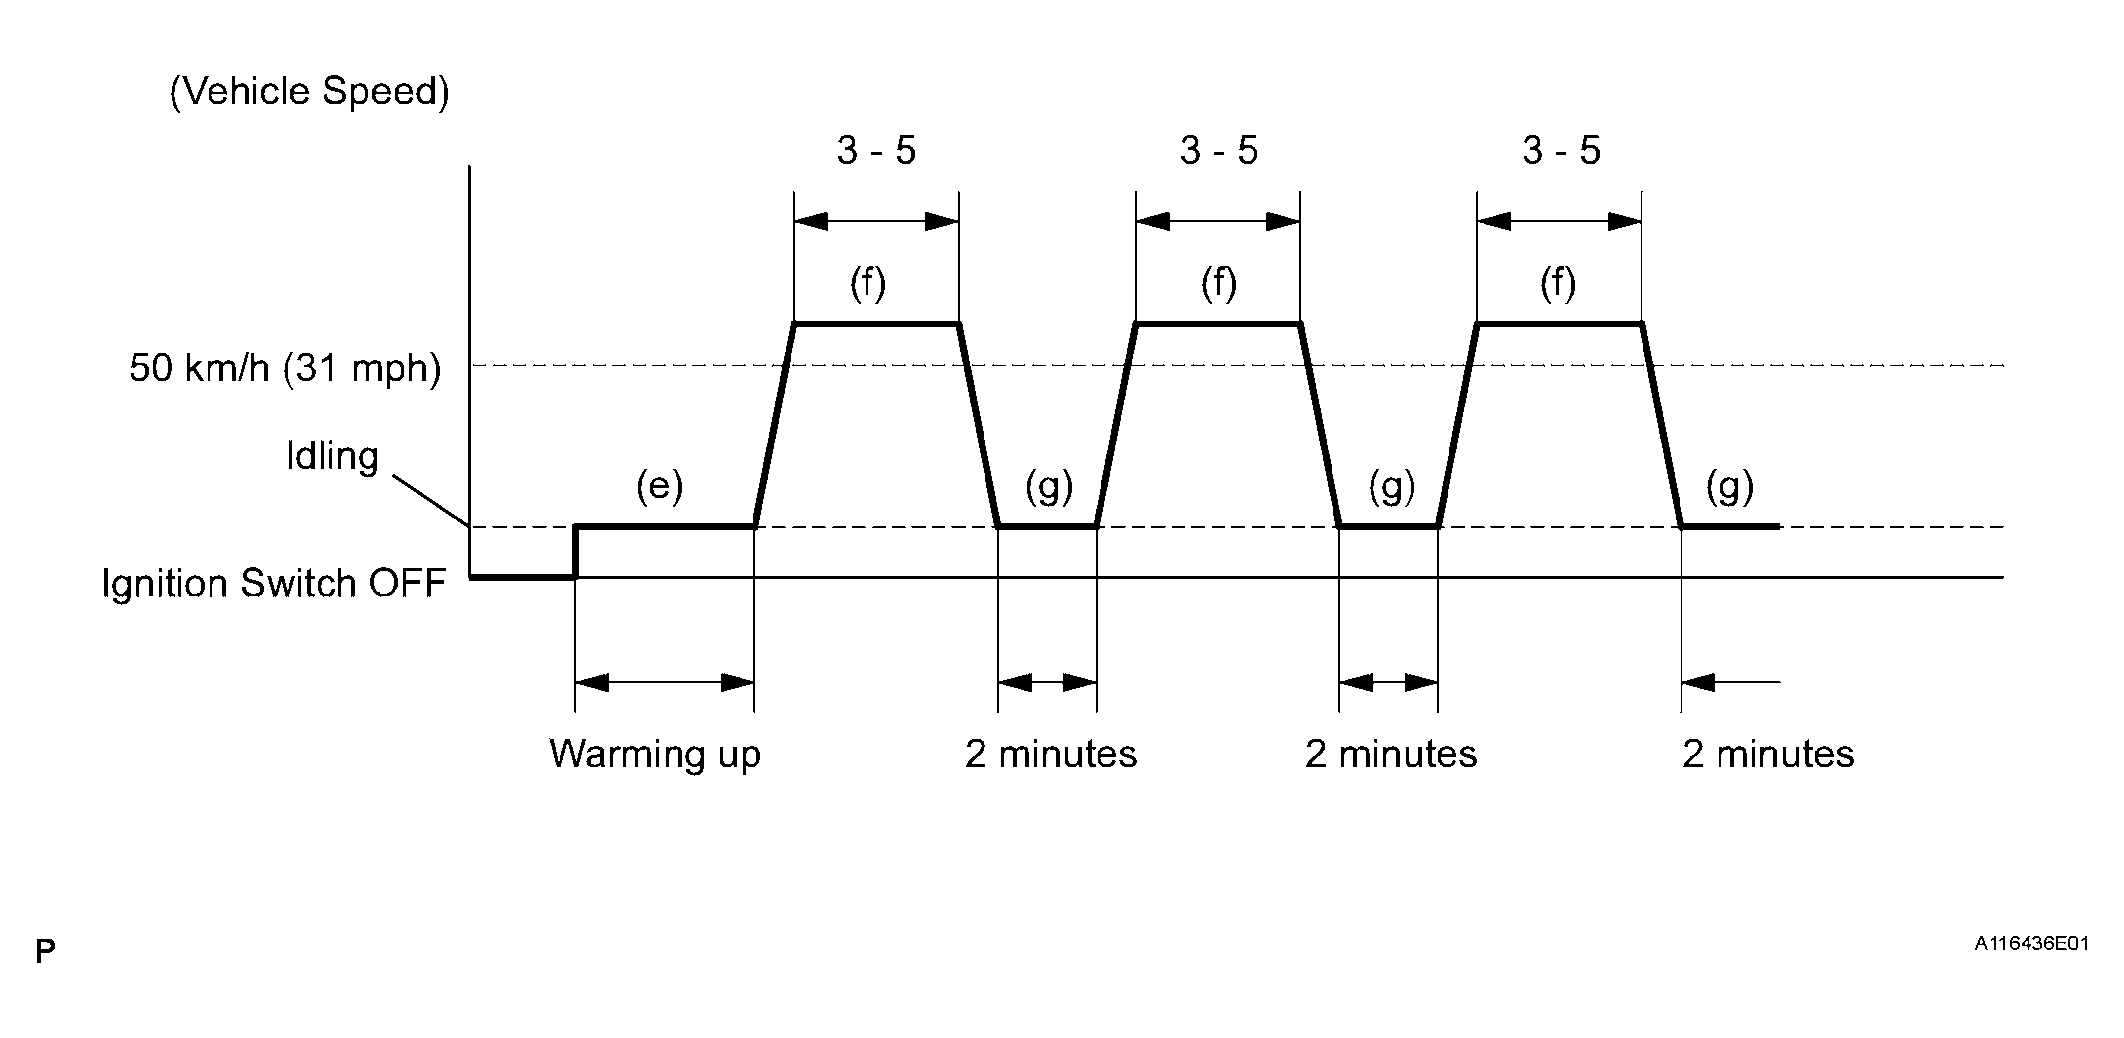 (Vehicle Speed)
3 - 5 3 - 5 3 - 5
(f) (f) (f)
50 km/h (31 mph)
Idling
(e) (g) (g) (g)
Ignition Switch OFF
Warming up 2 minutes 2 minutes 2 minutes
P A116436E01